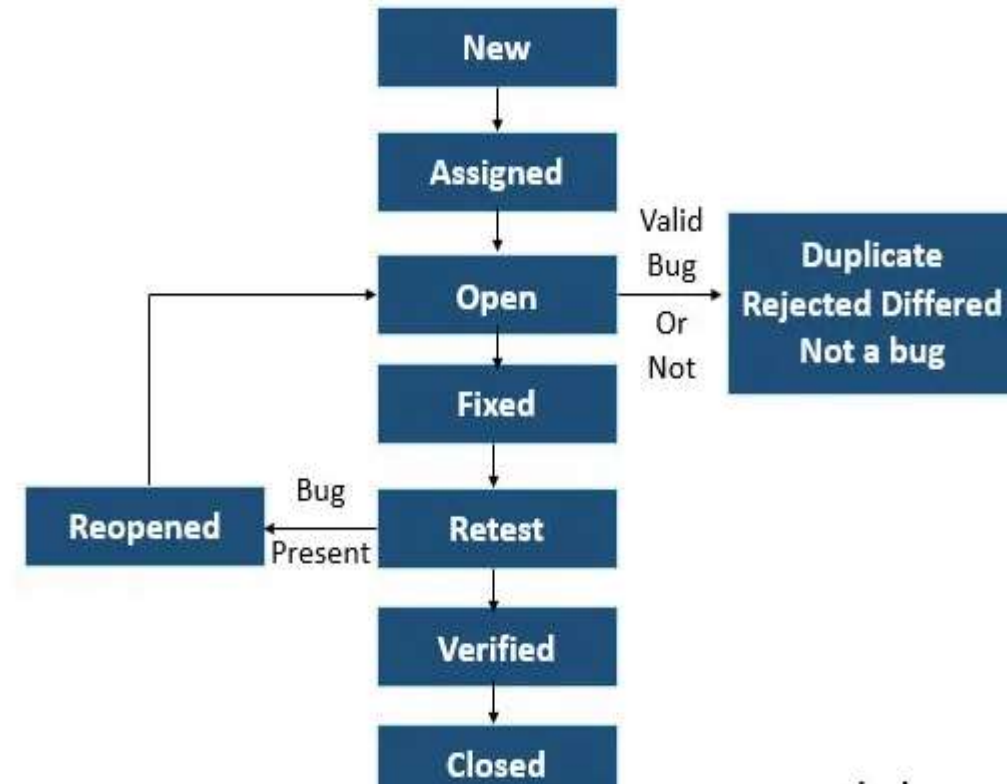 New
Assigned
Valid
Bug
Or
Not
Open
Duplicate
Rejected Differed
Not a bug
Fixed
Bug
Present
Reopened
Retest
Verified
Closed